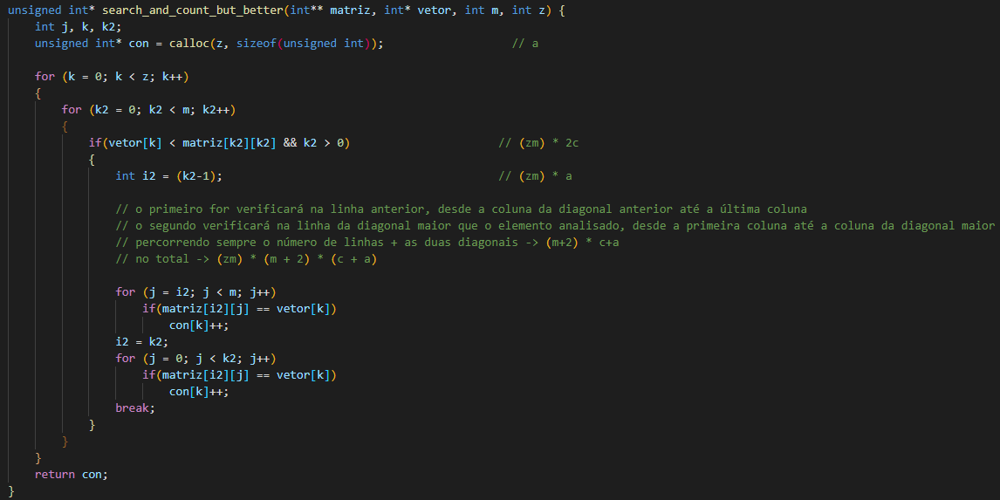 unsigned int* search_and_count_but_better(int** matriz, int* vetor, int m, int z) {
    int j, k, k2;
    unsigned int* con = calloc(z, sizeof(unsigned int));                   // a

    for (k = 0; k < z; k++)
    {
        for (k2 = 0; k2 < m; k2++)
        {
            if(vetor[k] < matriz[k2][k2] && k2 > 0)                      // (zm) * 2c
            {
                int i2 = (k2-1);                                         // (zm) * a

                // o primeiro for verificará na linha anterior, desde a coluna da diagonal anterior até a última coluna
                // o segundo verificará na linha da diagonal maior que o elemento analisado, desde a primeira coluna até a coluna da diagonal maior
                // percorrendo sempre o número de linhas + as duas diagonais -> (m+2) * c+a
                // no total -> (zm) * (m + 2) * (c + a)

                for (j = i2; j < m; j++)
                    if(matriz[i2][j] == vetor[k])
                        con[k]++;
                i2 = k2;
                for (j = 0; j < k2; j++)
                    if(matriz[i2][j] == vetor[k])
                        con[k]++;
                break;
            }
        }
    }
    return con;
}